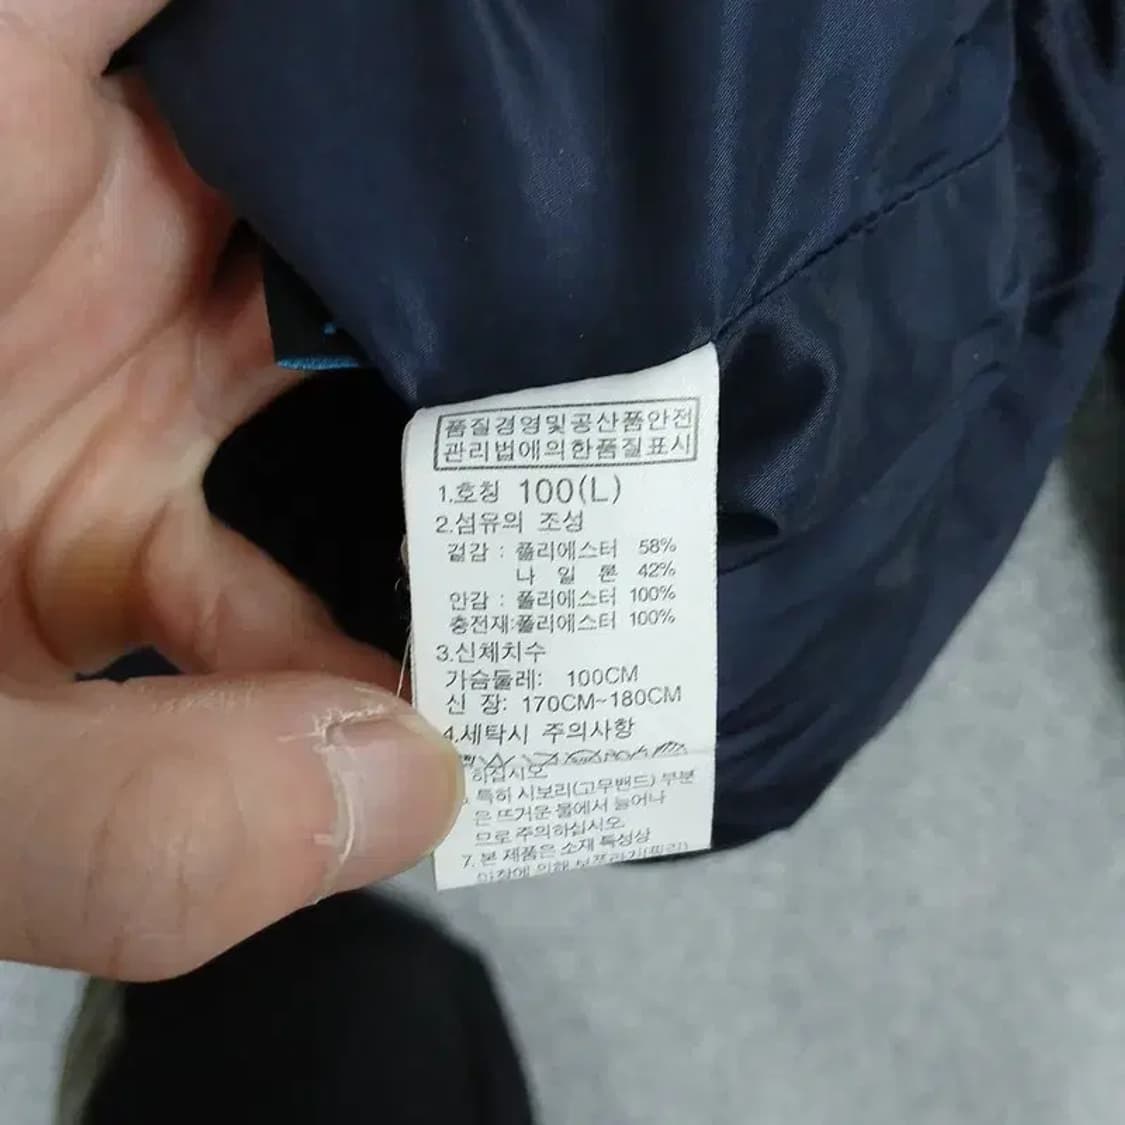 품질경영및공산품안전
관리법에의한품질표시
1.호칭 100(L)
2.섬유의 조성
겉감 : 폴리에스터 58%
나 일 론 42%
안감 : 폴리에스터 100%
충전재:폴리에스터 100%
3.신체치수
가슴둘레: 100CM
신 장: 170CM~180CM
4.세탁시 주의사항
하십시오
특히 시보리(고무밴드) 부분
은 뜨거운 물에서 늘어나
므로 주의하십시오.
7. 본 제품은 소재 특성상
의해